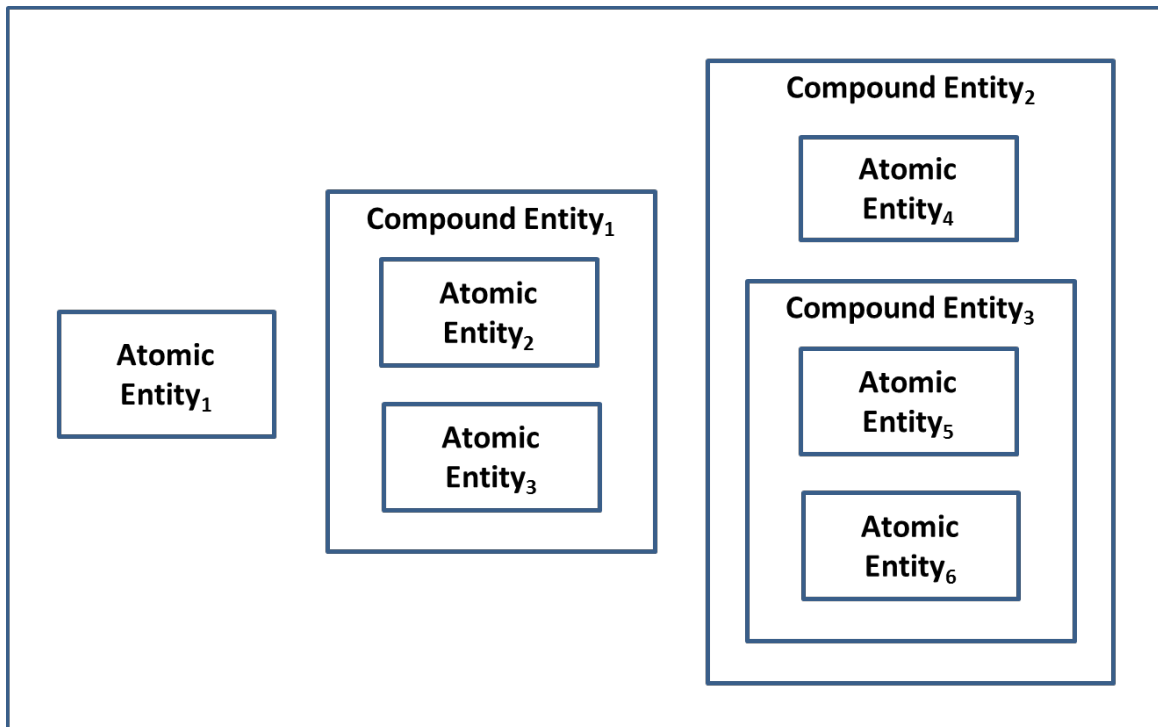 Atomic
Entity₁
Compound Entity₁
Atomic
Entity₂
Atomic
Entity₃
Compound Entity₂
Atomic
Entity₄
Compound Entity₃
Atomic
Entity₅
Atomic
Entity₆